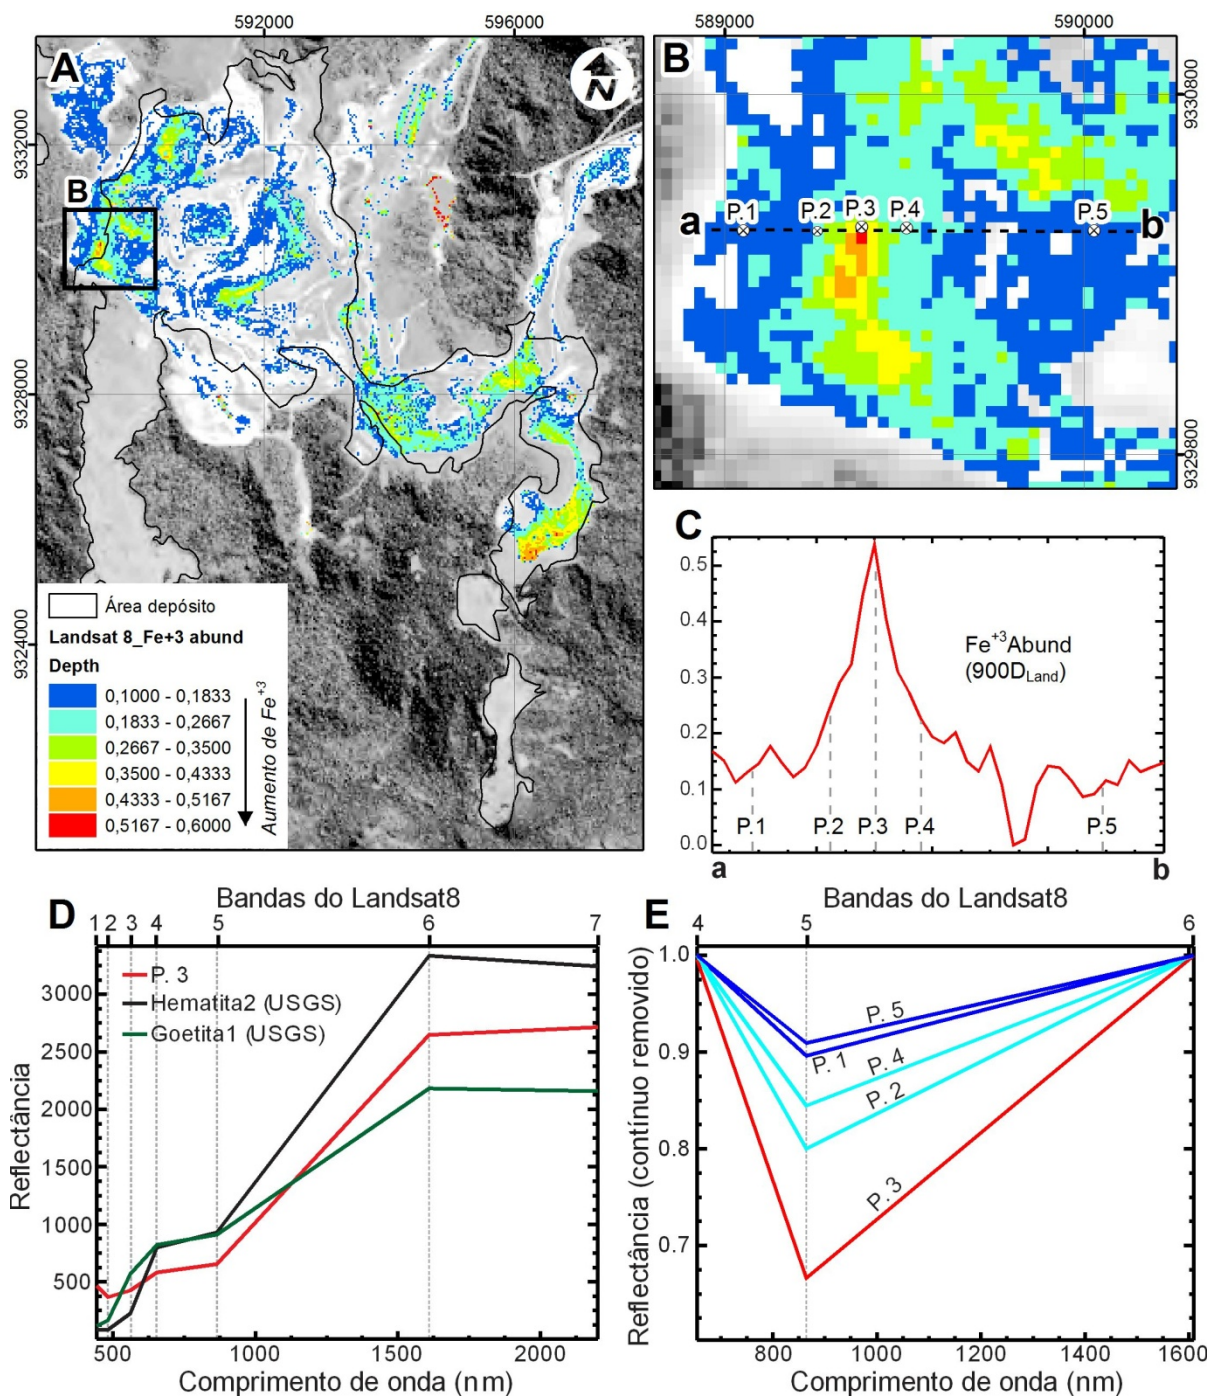 592000 596000
A
N
9332000
9328000
9324000
B
Área depósito
Landsat 8_Fe+3 abund
Depth
0,1000 - 0,1833
0,1833 - 0,2667
0,2667 - 0,3500
0,3500 - 0,4333
0,4333 - 0,5167
0,5167 - 0,6000
Aumento de Fe+3
589000 590000
B
9330800
9329800
a P.1 P.2 P.3 P.4 P.5 b
C
0.5
0.4
0.3
0.2
0.1
0.0
Fe+3Abund
(900DLand)
P.1 P.2 P.3 P.4 P.5
a b
D
Bandas do Landsat8
1 2 3 4 5 6 7
P. 3
Hematita2 (USGS)
Goetita1 (USGS)
Reflectância
3000
2500
2000
1500
1000
500
500 1000 1500 2000
Comprimento de onda (nm)
E
Bandas do Landsat8
4 5 6
Reflectância (contínuo removido)
1.0
0.9
0.8
0.7
P. 5
P. 1
P. 4
P. 2
P. 3
800 1000 1200 1400 1600
Comprimento de onda (nm)